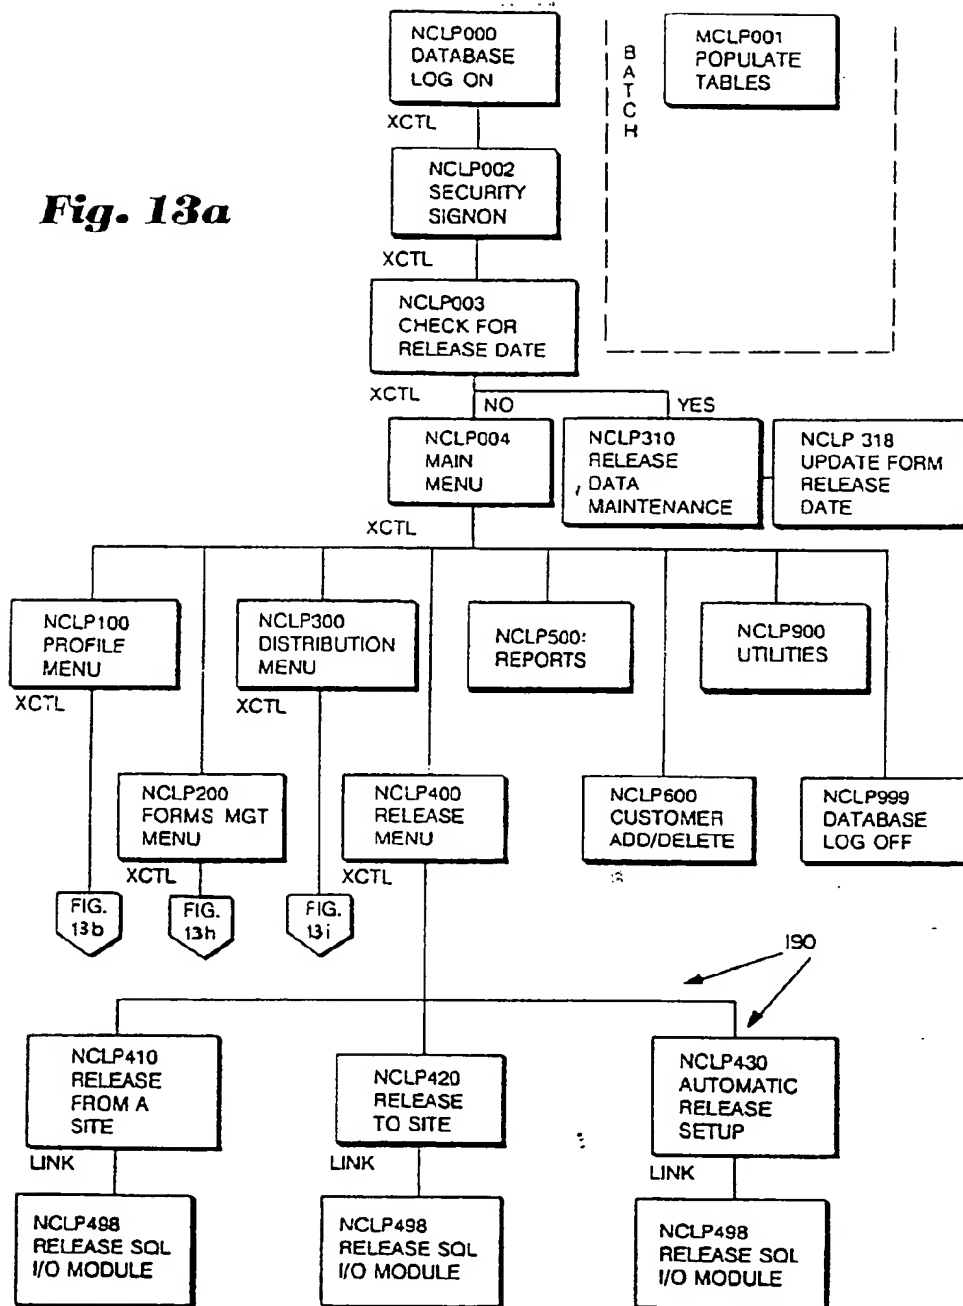 NCLP000
DATABASE
LOG ON
XCTL
BATCH
MCLP001
POPULATE
TABLES
Fig. 13a
NCLP002
SECURITY
SIGNON
XCTL
NCLP003
CHECK FOR
RELEASE DATE
XCTL
NO
YES
NCLP004
MAIN
MENU
XCTL
NCLP310
RELEASE
DATA
MAINTENANCE
NCLP 318
UPDATE FORM
RELEASE
DATE
NCLP100
PROFILE
MENU
XCTL
NCLP300
DISTRIBUTION
MENU
XCTL
NCLP500:
REPORTS
NCLP900
UTILITIES
NCLP200
FORMS MGT
MENU
XCTL
NCLP400
RELEASE
MENU
XCTL
NCLP600
CUSTOMER
ADD/DELETE
NCLP999
DATABASE
LOG OFF
FIG.
13b
FIG.
13h
FIG.
13i
190
NCLP410
RELEASE
FROM A
SITE
LINK
NCLP420
RELEASE
TO SITE
LINK
NCLP430
AUTOMATIC
RELEASE
SETUP
LINK
NCLP498
RELEASE SQL
I/O MODULE
NCLP498
RELEASE SQL
I/O MODULE
NCLP498
RELEASE SQL
I/O MODULE